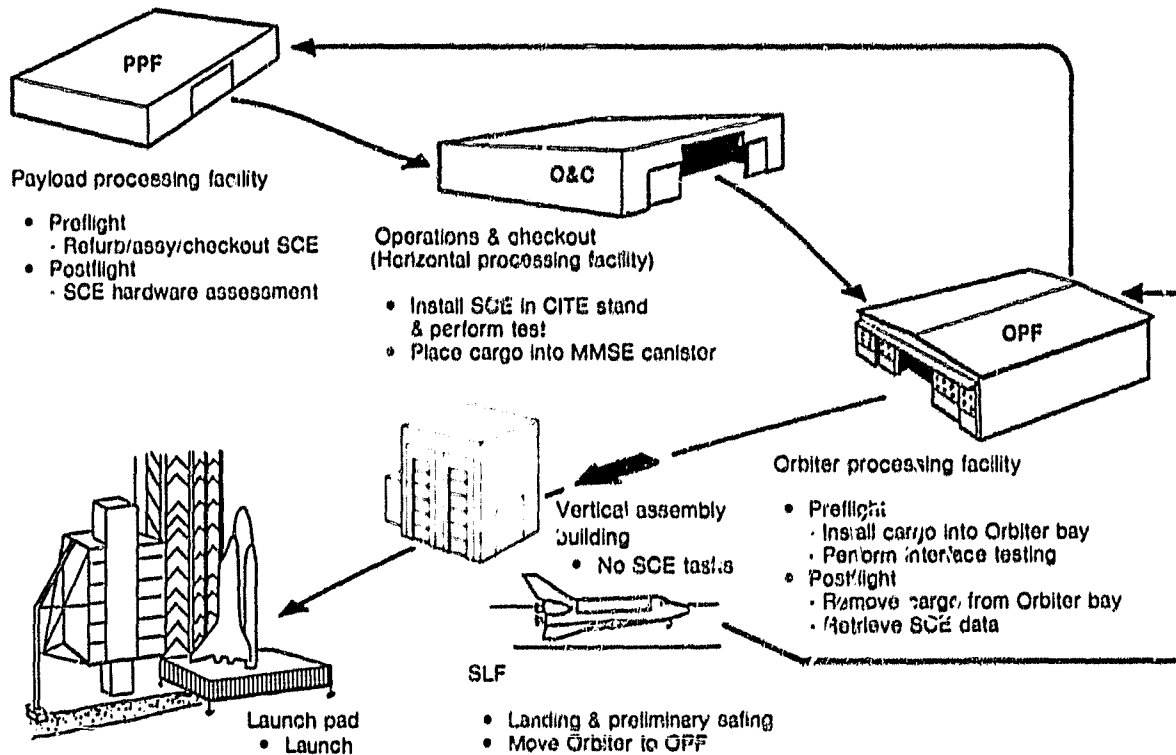 PPF
Payload processing facility
• Preflight
- Refurb/assy/checkout SCE
• Postflight
- SCE hardware assessment
O&C
Operations & checkout
(Horizontal processing facility)
• Install SCE in CITE stand
& perform test
• Place cargo into MMSE canister
OPF
Orbiter processing facility
• Preflight
- Install cargo into Orbiter bay
- Perform interface testing
• Postflight
- Remove cargo from Orbiter bay
- Retrieve SCE data
Vertical assembly
building
• No SCE tasks
SLF
• Landing & preliminary safing
• Move Orbiter to OPF
Launch pad
• Launch